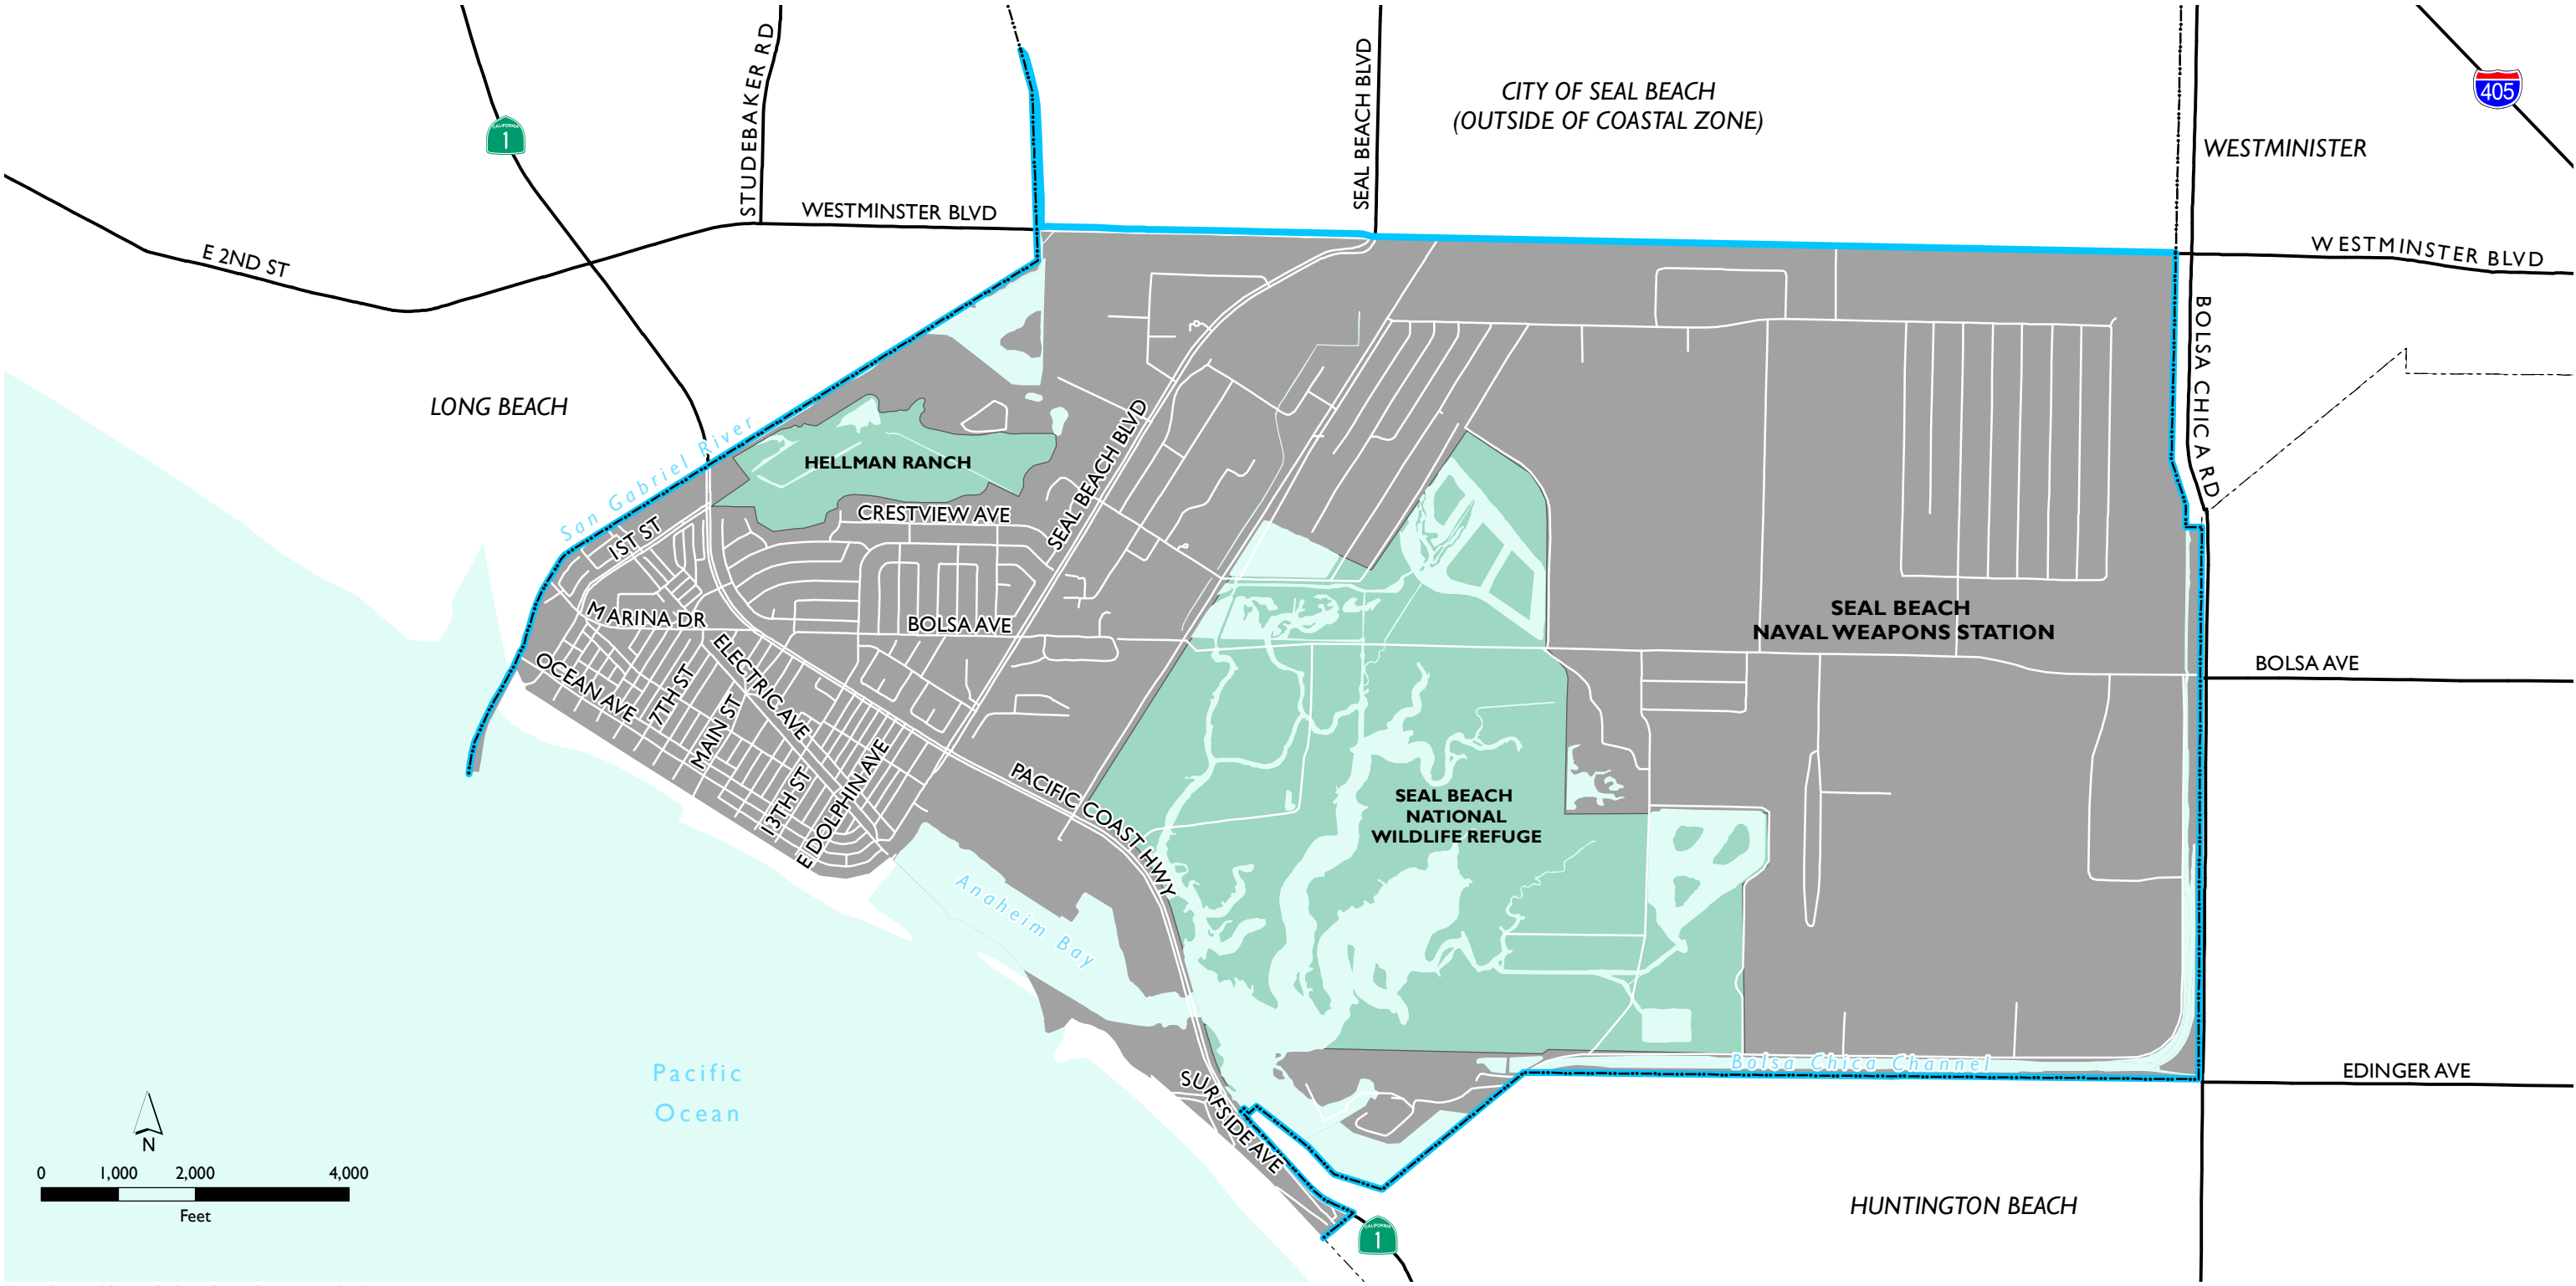 STUDEBAKER RD
SEAL BEACH BLVD
CITY OF SEAL BEACH
(OUTSIDE OF COASTAL ZONE)
405
CALIFORNIA
1
WESTMINISTER
WESTMINSTER BLVD
E 2ND ST
WESTMINSTER BLVD
BOLSA CHICA RD
LONG BEACH
San Gabriel River
HELLMAN RANCH
SEAL BEACH BLVD
CRESTVIEW AVE
1ST ST
MARINA DR
BOLSA AVE
SEAL BEACH
NAVAL WEAPONS STATION
BOLSA AVE
OCEAN AVE
7TH ST
ELECTRIC AVE
MAIN ST
13TH ST
E DOLPHIN AVE
PACIFIC COAST HWY
SEAL BEACH
NATIONAL
WILDLIFE REFUGE
Anaheim Bay
Bolsa Chica Channel
EDINGER AVE
Pacific
Ocean
SURFSIDE AVE
N
0 1,000 2,000 4,000
Feet
HUNTINGTON BEACH
CALIFORNIA
1